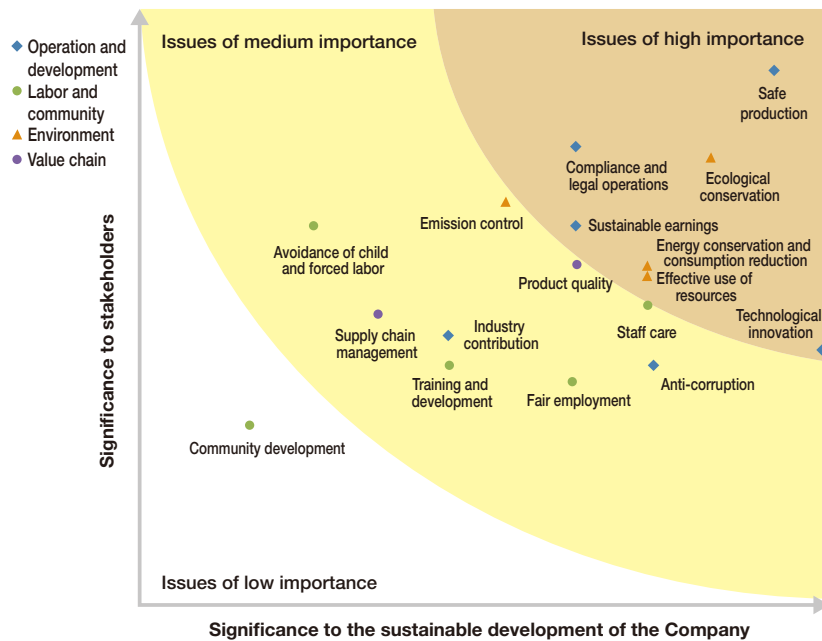 Issues of medium importance
Issues of high importance
Operation and
development
Labor and
community
Environment
Value chain
Safe
production
Compliance and
legal operations
Ecological
conservation
Emission control
Sustainable earnings
Avoidance of child
and forced labor
Energy conservation and
consumption reduction
Product quality
Effective use of
resources
Supply chain
management
Industry
contribution
Staff care
Technological
innovation
Training and
development
Fair employment
Anti-corruption
Community development
Issues of low importance
Significance to stakeholders
Significance to the sustainable development of the Company